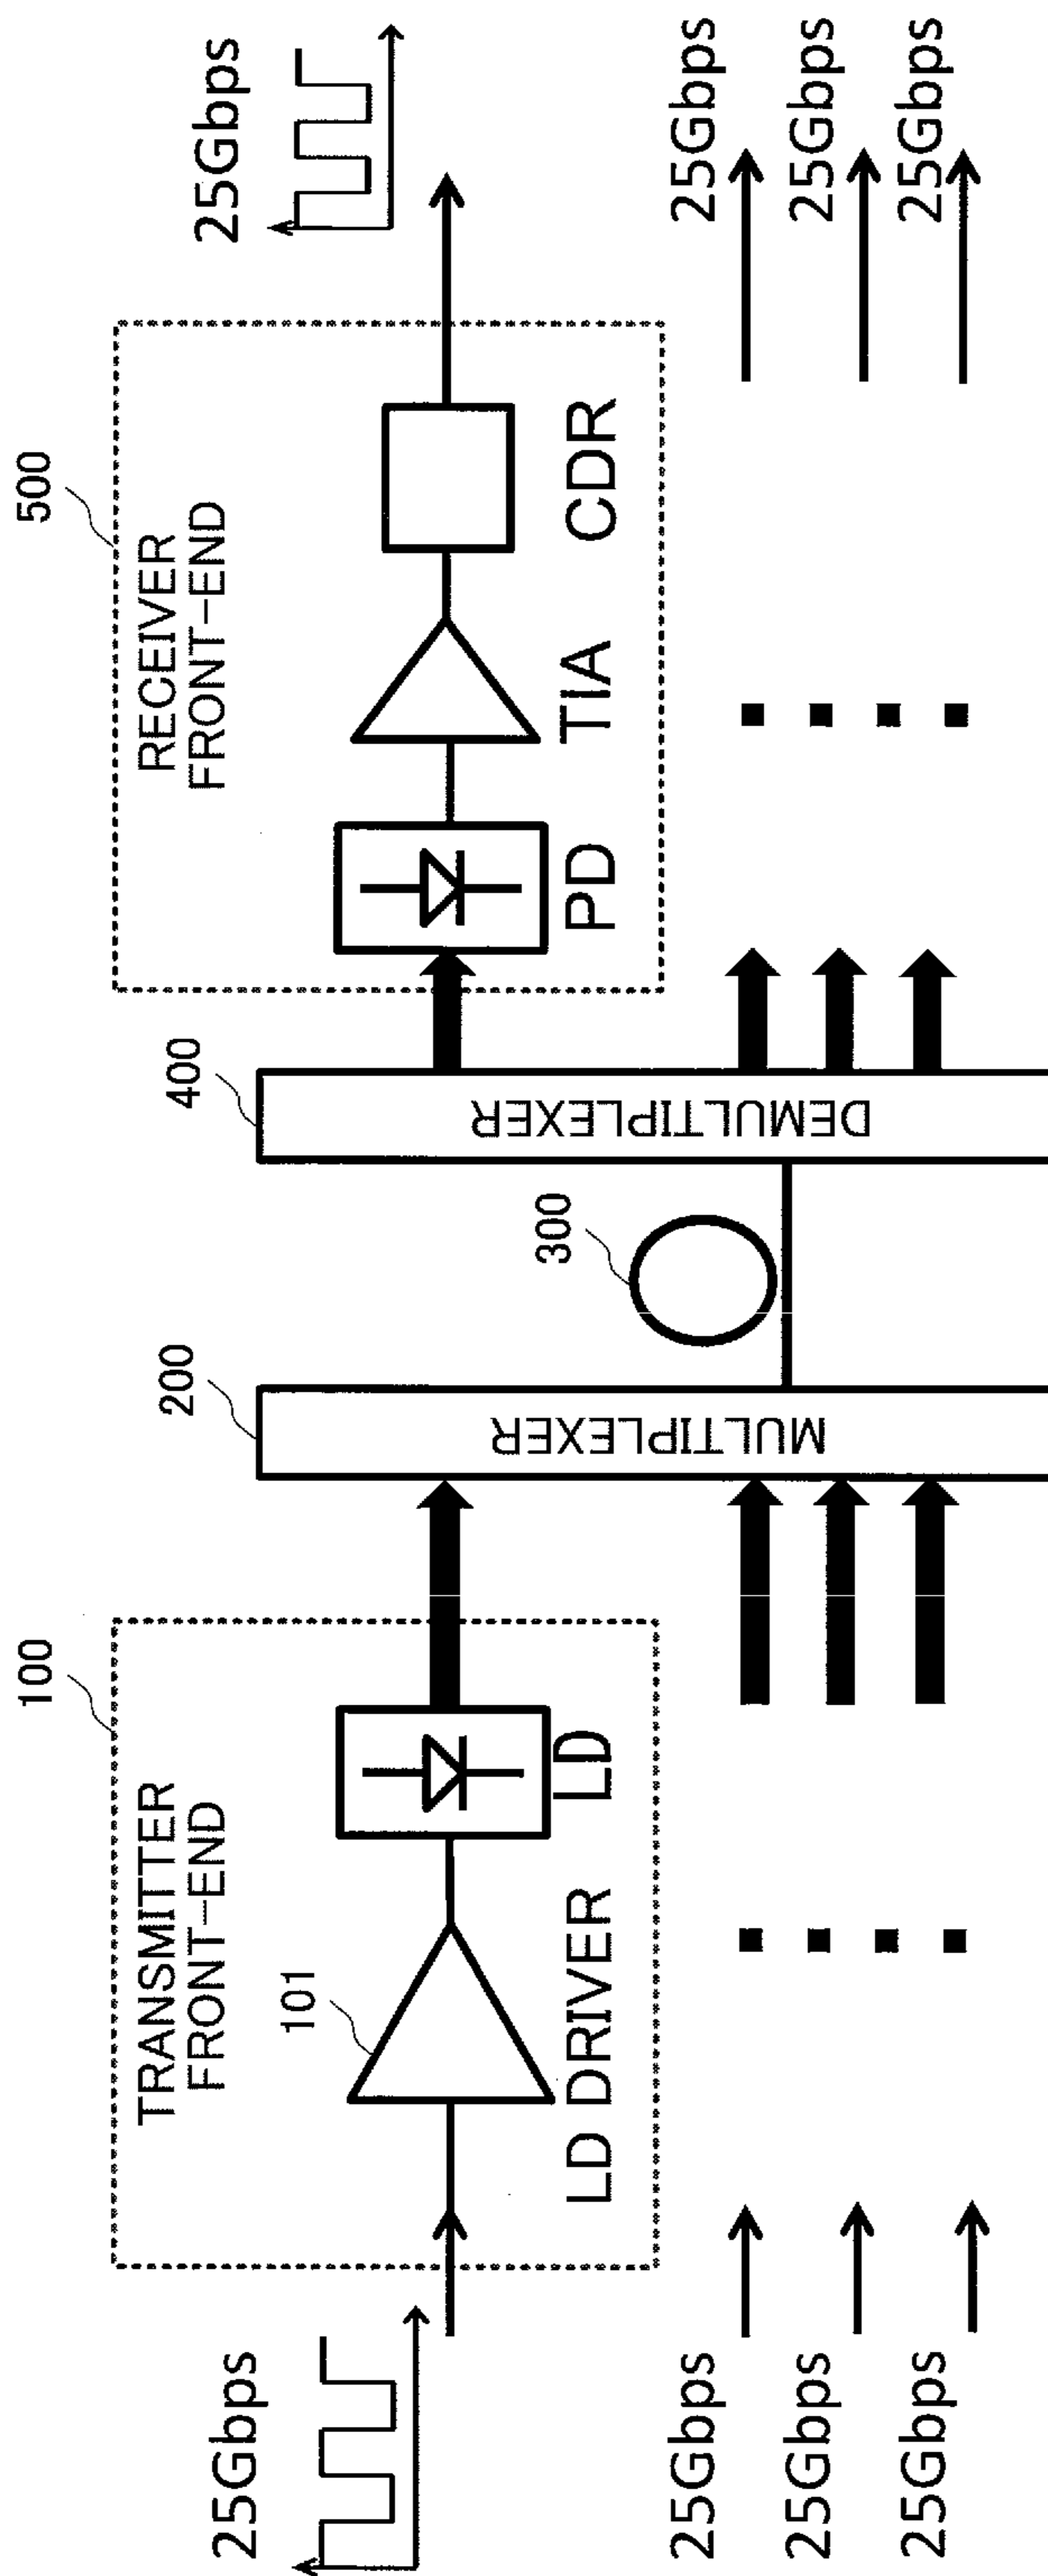 25Gbps
100
TRANSMITTER
FRONT-END
101
LD DRIVER
LD
200
MULTIPLEXER
300
400
DEMULTIPLEXER
500
RECEIVER
FRONT-END
PD
TIA
CDR
25Gbps
25Gbps
25Gbps
25Gbps
25Gbps
25Gbps
25Gbps